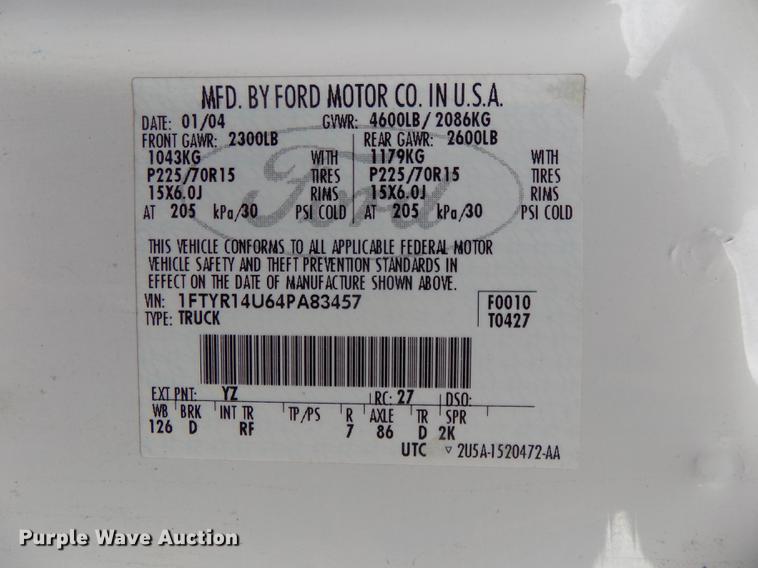 MFD. BY FORD MOTOR CO. IN U.S.A.
DATE: 01/04 GVWR: 4600LB/ 2086KG
FRONT GAWR: 2300LB REAR GAWR: 2600LB
1043KG WITH 1179KG WITH
P225/70R15 TIRES P225/70R15 TIRES
15X6.0J RIMS 15X6.0J RIMS
AT 205 kPa/30 PSI COLD AT 205 kPa/30 PSI COLD
Ford
THIS VEHICLE CONFORMS TO ALL APPLICABLE FEDERAL MOTOR
VEHICLE SAFETY AND THEFT PREVENTION STANDARDS IN
EFFECT ON THE DATE OF MANUFACTURE SHOWN ABOVE.
VIN: 1FTYR14U64PA83457 F0010
TYPE: TRUCK T0427
EXT PNT: YZ RC: 27 DSO:
WB BRK INT TR TP/PS R AXLE TR SPR
126 D RF 7 86 D 2K
UTC ▽ 2U5A-1520472-AA
Purple Wave Auction